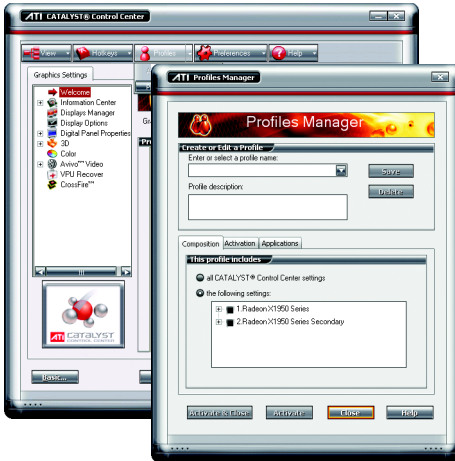 ATI CATALYST® Control Center
View Hotkeys Profiles Preferences Help
Graphics Settings
Welcome
Information Center
Displays Manager
Display Options
Digital Panel Properties
3D
Color
Avivo™ Video
VPU Recover
CrossFire™
ATI CATALYST
CONTROL CENTER
Basic...
ATI Profiles Manager
Profiles Manager
Create or Edit a Profile
Enter or select a profile name:
Save
Profile description:
Delete
Composition Activation Applications
This profile includes
all CATALYST® Control Center settings
the following settings:
1.Radeon X1950 Series
2.Radeon X1950 Series Secondary
Activate & Close Activate Close Help